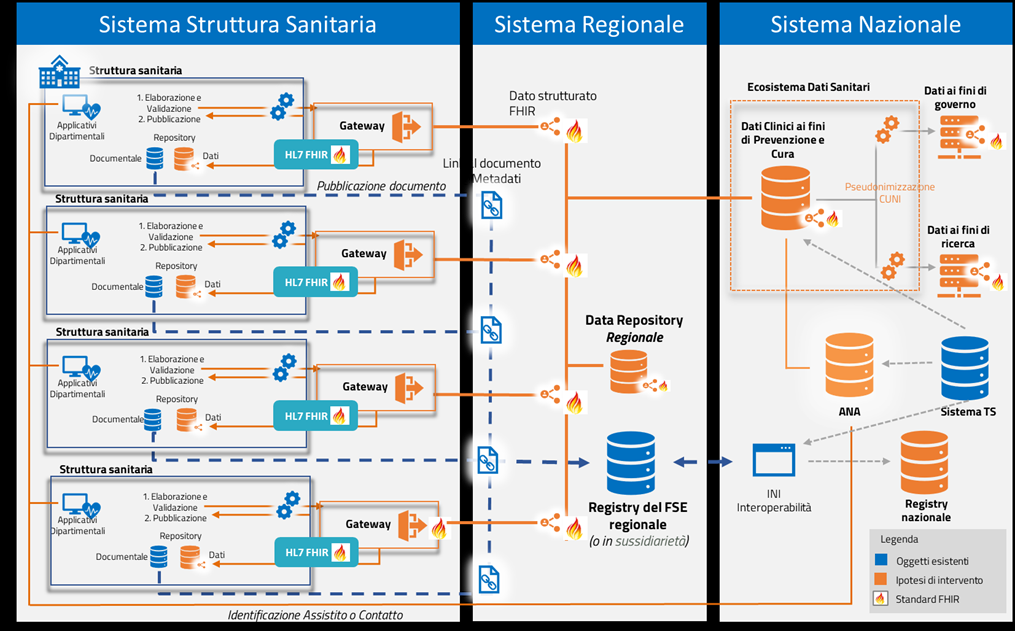 Sistema Struttura Sanitaria
Sistema Regionale
Sistema Nazionale
Struttura sanitaria
Applicativi
Dipartimentali
1. Elaborazione e
Validazione
2. Pubblicazione
Repository
Documentale
Dati
Gateway
HL7 FHIR
Pubblicazione documento
Struttura sanitaria
Applicativi
Dipartimentali
1. Elaborazione e
Validazione
2. Pubblicazione
Repository
Documentale
Dati
Gateway
HL7 FHIR
Struttura sanitaria
Applicativi
Dipartimentali
1. Elaborazione e
Validazione
2. Pubblicazione
Repository
Documentale
Dati
Gateway
HL7 FHIR
Struttura sanitaria
Applicativi
Dipartimentali
1. Elaborazione e
Validazione
2. Pubblicazione
Repository
Documentale
Dati
Gateway
HL7 FHIR
Identificazione Assistito o Contatto
Dato strutturato
FHIR
al documento
Metadati
Data Repository
Regionale
Registry del FSE
regionale
(o in sussidiarietà)
Ecosistema Dati Sanitari
Dati Clinici ai fini
di Prevenzione e
Cura
Pseudonimizzazione
CUNI
Dati ai fini di
governo
Dati ai fini di
ricerca
ANA
Sistema TS
INI
Interoperabilità
Registry
nazionale
Legenda
Oggetti esistenti
Ipotesi di intervento
Standard FHIR